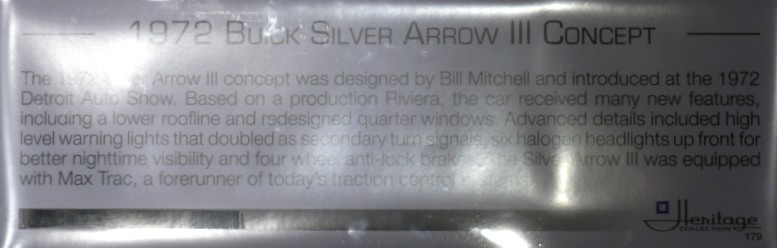 1972 BUICK SILVER ARROW III CONCEPT
The 1972 Silver Arrow III concept was designed by Bill Mitchell and introduced at the 1972
Detroit Auto Show. Based on a production Riviera, the car received many new features,
including a lower roofline and redesigned quarter windows. Advanced details included high
level warning lights that doubled as secondary turn signals, six halogen headlights up front for
better nighttime visibility and four wheel anti-lock brakes. The Silver Arrow III was equipped
with Max Trac, a forerunner of today's traction control systems.
GM
Heritage
COLLECTION
179